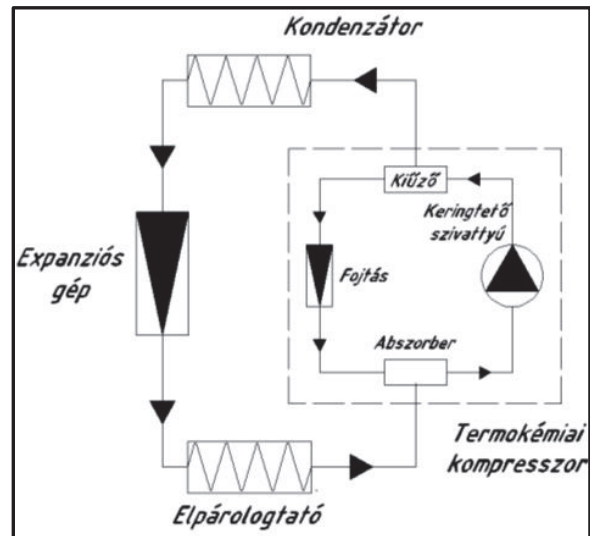 Kondenzátor
Kiűző
Keringtető
szivattyú
Expanziós
gép
Fojtás
Abszorber
Termokémiai
kompresszor
Elpárologtató